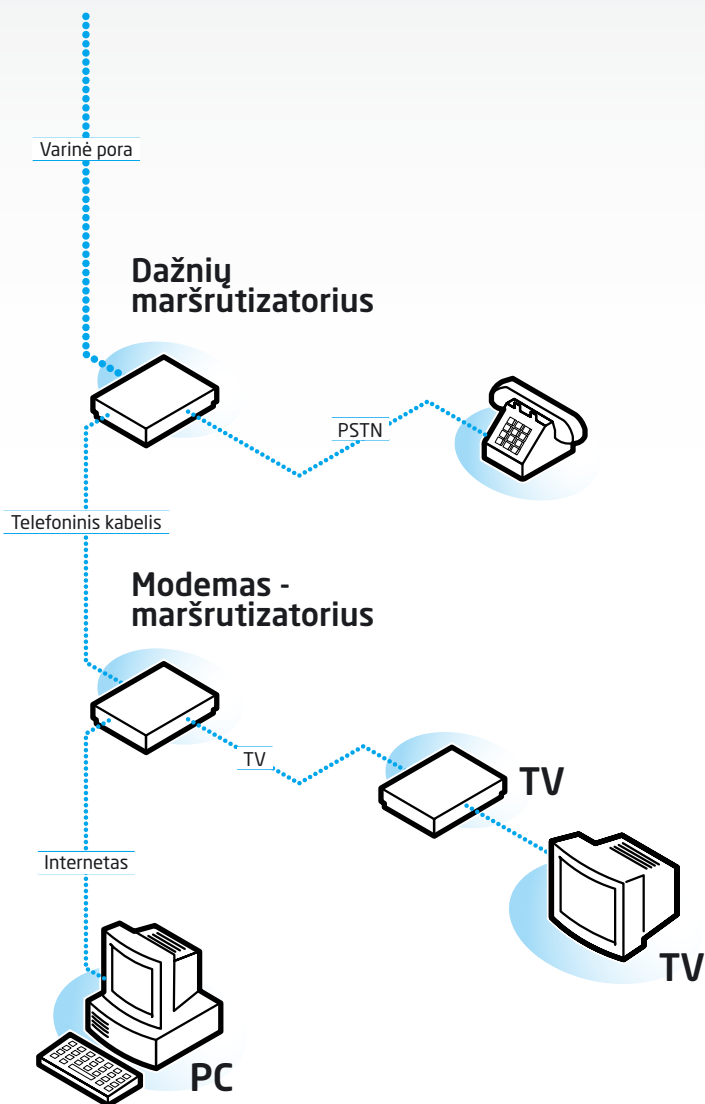 Varinė pora
Dažnių
maršrutizatorius
PSTN
Telefoninis kabelis
Modemas -
maršrutizatorius
TV
TV
Internetas
TV
PC